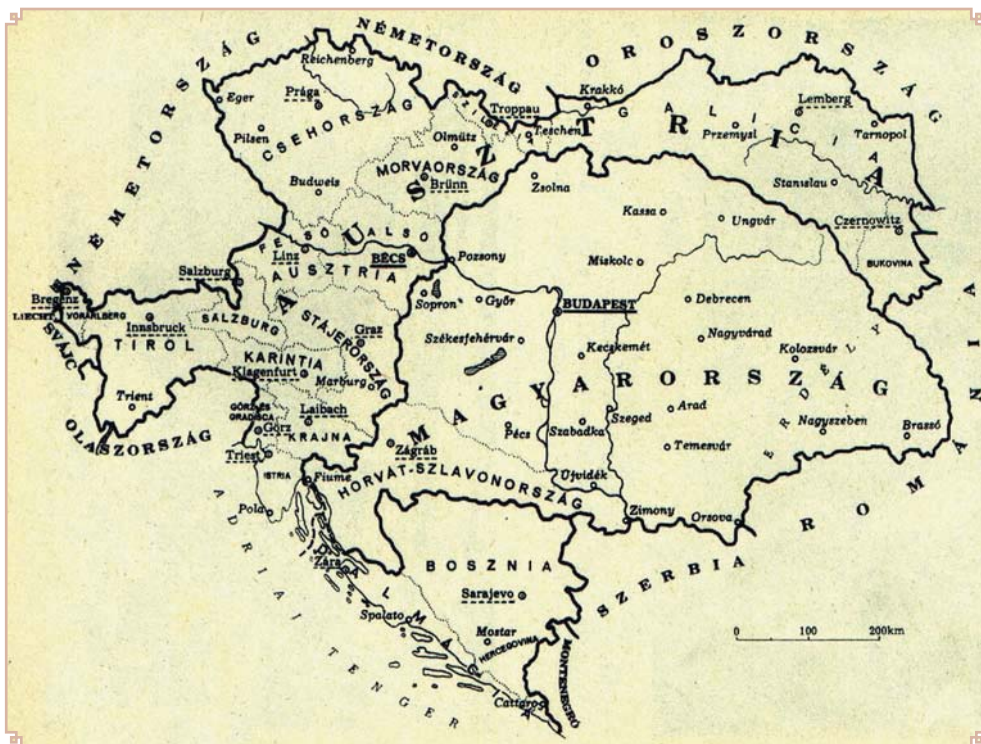 NÉMETORSZÁG
NÉMETORSZÁG
OROSZORSZÁG
Reichenberg
Eger
Prága
CSEHORSZÁG
Pilsen
Budweis
Troppau
Olmütz
Teschen
MORVAORSZÁG
Brünn
Krakkó
GALICIA
Lemberg
Przemysl
Tarnopol
Stanislau
Czernowitz
BUKOVINA
AUSZTRIA
Zsolna
Kassa
Ungvár
Miskolc
FELSŐ
ALSÓ
Linz
BÉCS
AUSZTRIA
Pozsony
Salzburg
Sopron
Győr
BUDAPEST
Debrecen
Bregenz
LIECHT.
VORARLBERG
SVÁJC
Innsbruck
TIROL
SALZBURG
STÁJERORSZÁG
Graz
Székesfehérvár
Kecskemét
Nagyvárad
Kolozsvár
KARINTIA
Klagenfurt
Marburg
MAGYARORSZÁG
ERDÉLY
Trient
OLASZORSZÁG
GÖRZ ÉS
GRADISCA
Görz
Laibach
KRAJNA
Zágráb
Pécs
Szabadka
Szeged
Arad
Nagyszeben
Brassó
Temesvár
Triest
ISTRIA
Fiume
HORVÁT-SZLAVONORSZÁG
Újvidék
Zimony
Orsova
ROMÁNIA
Pola
ADRIAI TENGER
Zára
DALMÁCIA
BOSZNIA
Sarajevo
SZERBIA
Spalato
Mostar
HERCEGOVINA
MONTENEGRÓ
Cattaro
0 100 200km